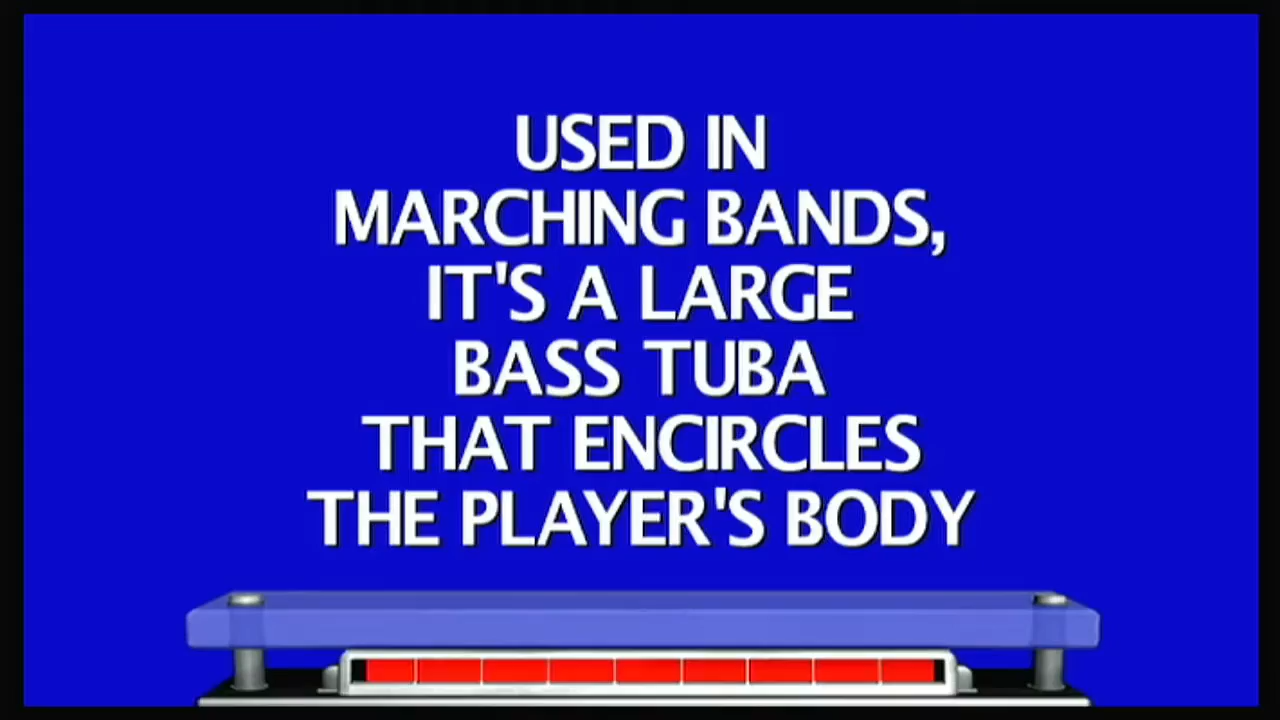 USED IN
MARCHING BANDS,
IT'S A LARGE
BASS TUBA
THAT ENCIRCLES
THE PLAYER'S BODY